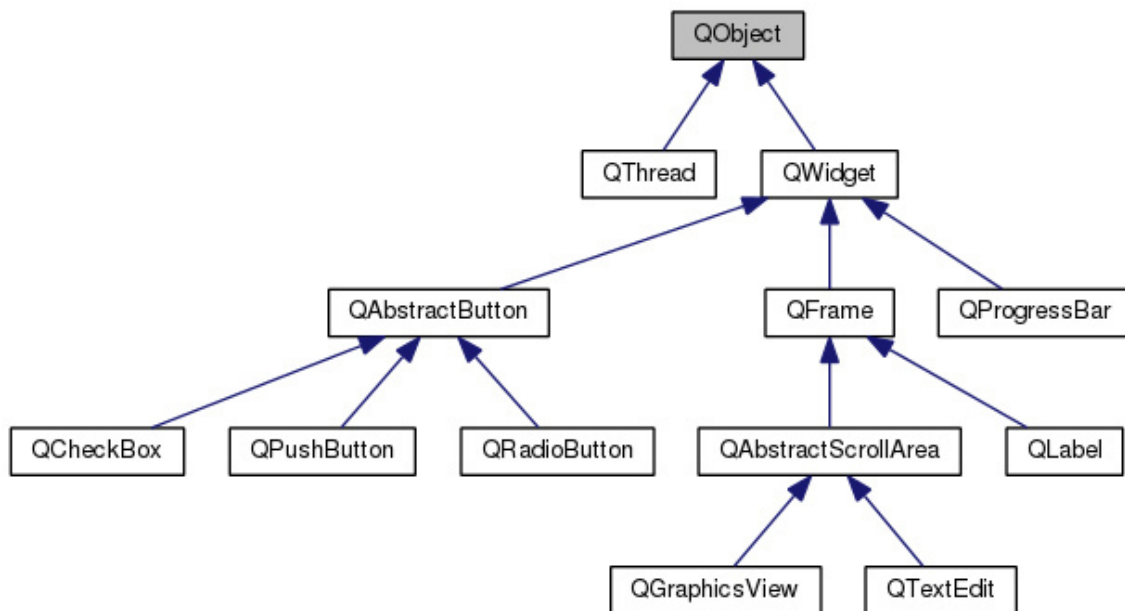 QObject
QThread
QWidget
QAbstractButton
QFrame
QProgressBar
QCheckBox
QPushButton
QRadioButton
QAbstractScrollArea
QLabel
QGraphicsView
QTextEdit